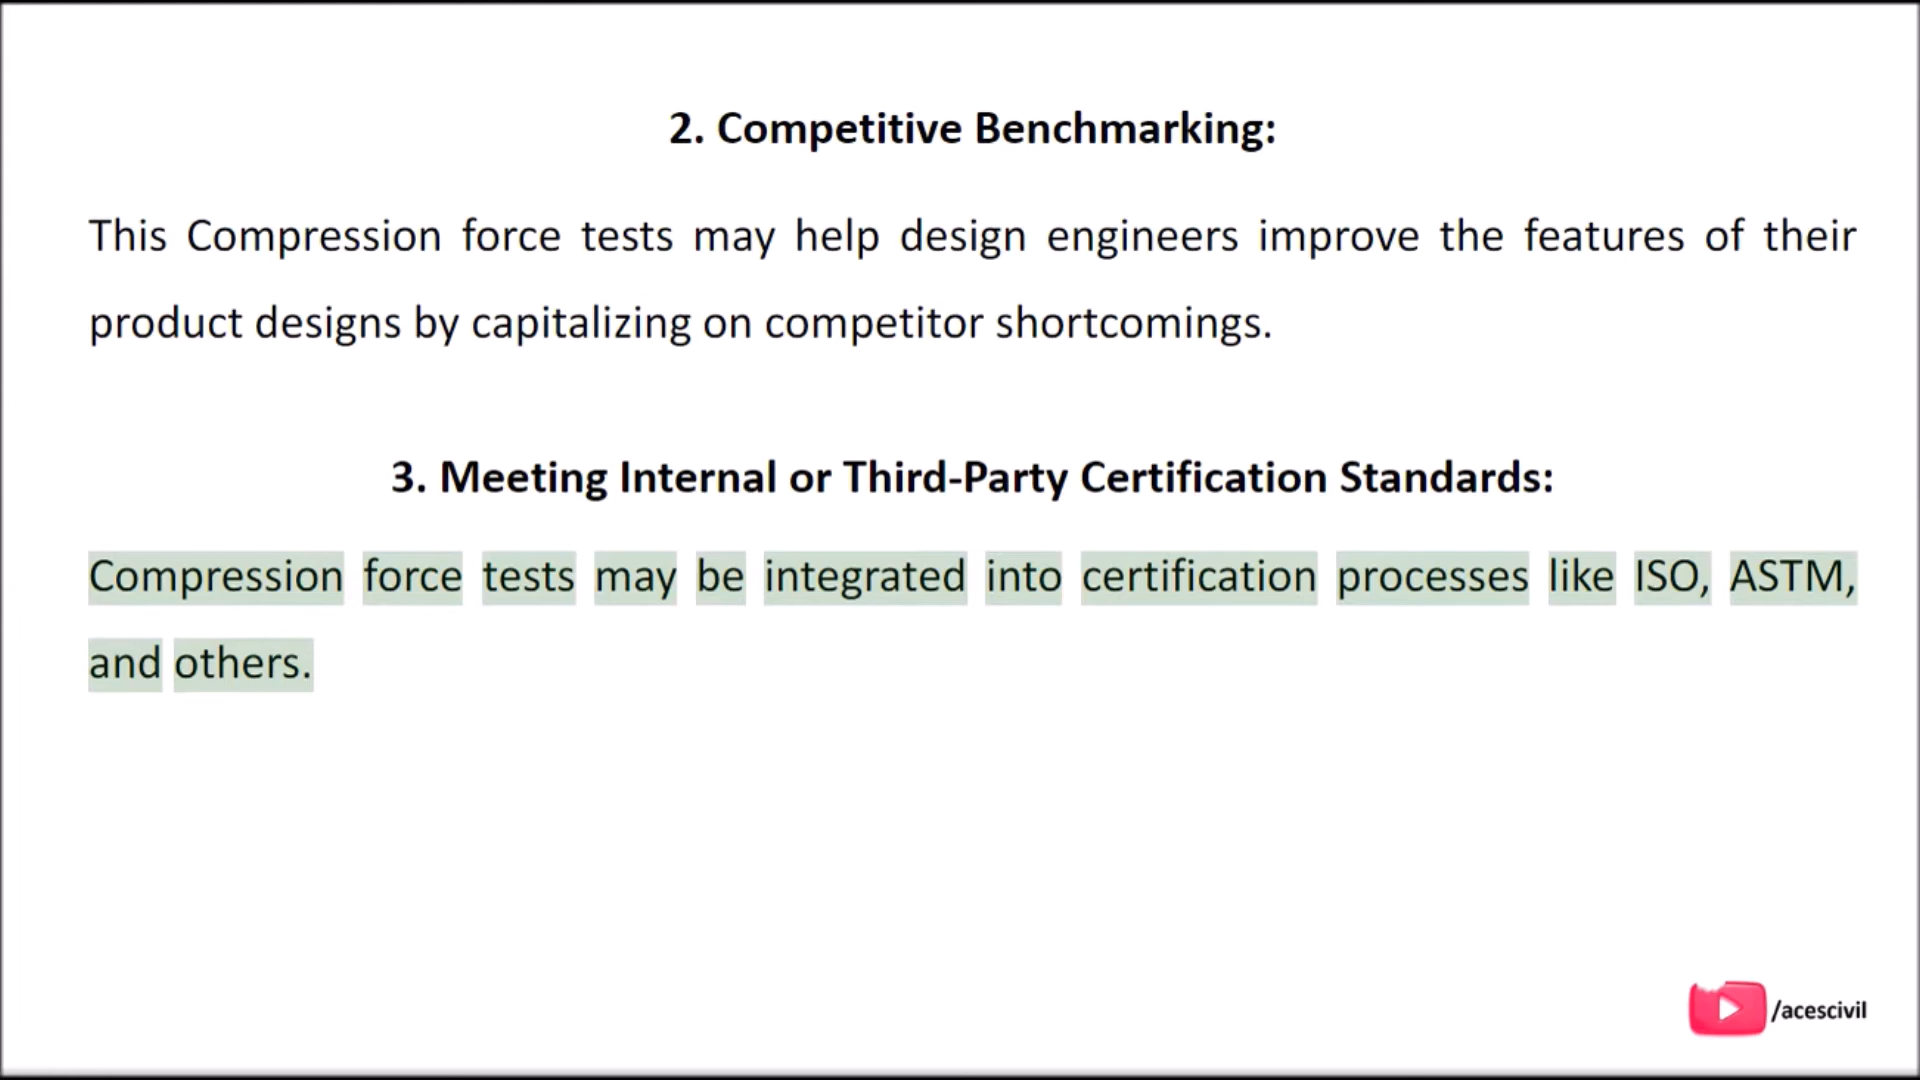 2. Competitive Benchmarking:
This Compression force tests may help design engineers improve the features of their
product designs by capitalizing on competitor shortcomings.
3. Meeting Internal or Third-Party Certification Standards:
Compression force tests may be integrated into certification processes like ISO, ASTM,
and others.
/acescivil